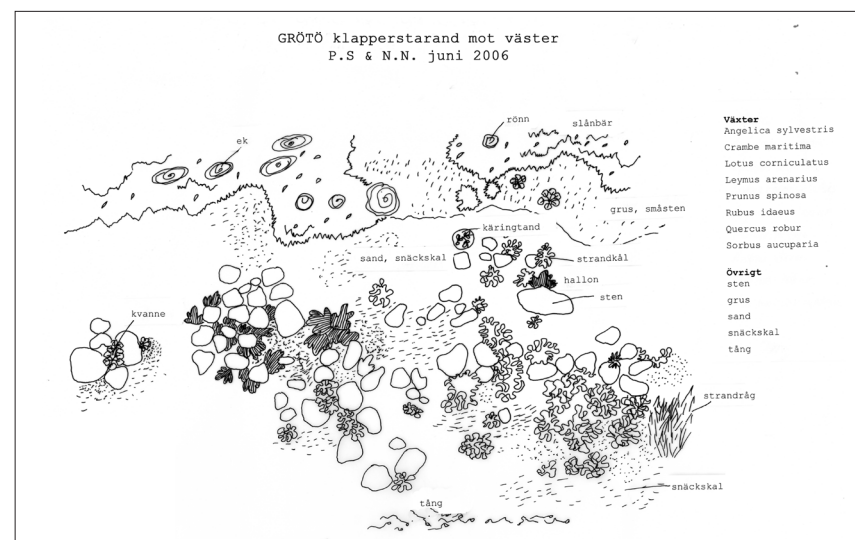 GRÖTÖ klapperstarand mot väster
P.S & N.N. juni 2006
rönn
slånbär
ek
grus, småsten
käringtand
sand, snäckskal
strandkål
hallon
sten
kvanne
strandråg
snäckskal
tång
Växter
Angelica sylvestris
Crambe maritima
Lotus corniculatus
Leymus arenarius
Prunus spinosa
Rubus idaeus
Quercus robur
Sorbus aucuparia
Övrigt
sten
grus
sand
snäckskal
tång